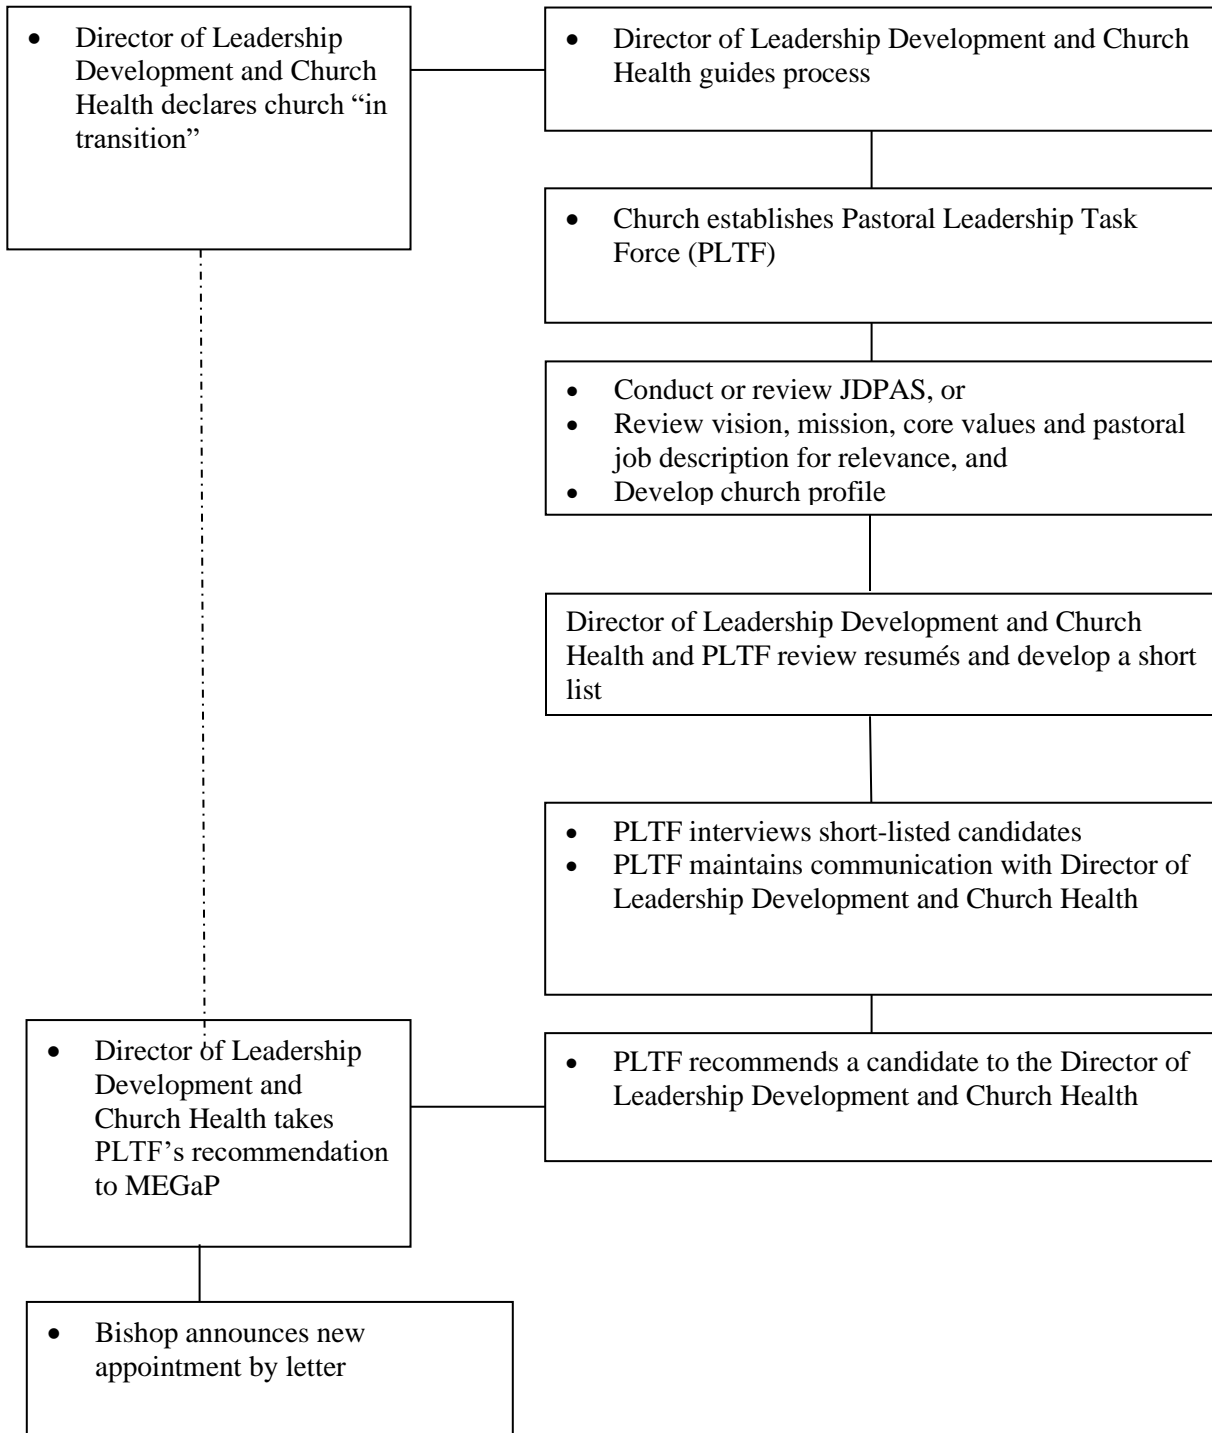 • Director of Leadership
Development and Church
Health declares church “in
transition”
• Director of Leadership Development and Church
Health guides process
• Church establishes Pastoral Leadership Task
Force (PLTF)
• Conduct or review JDPAS, or
• Review vision, mission, core values and pastoral
job description for relevance, and
• Develop church profile
Director of Leadership Development and Church
Health and PLTF review resumés and develop a short
list
• PLTF interviews short-listed candidates
• PLTF maintains communication with Director of
Leadership Development and Church Health
• PLTF recommends a candidate to the Director of
Leadership Development and Church Health
• Director of Leadership
Development and
Church Health takes
PLTF’s recommendation
to MEGaP
• Bishop announces new
appointment by letter